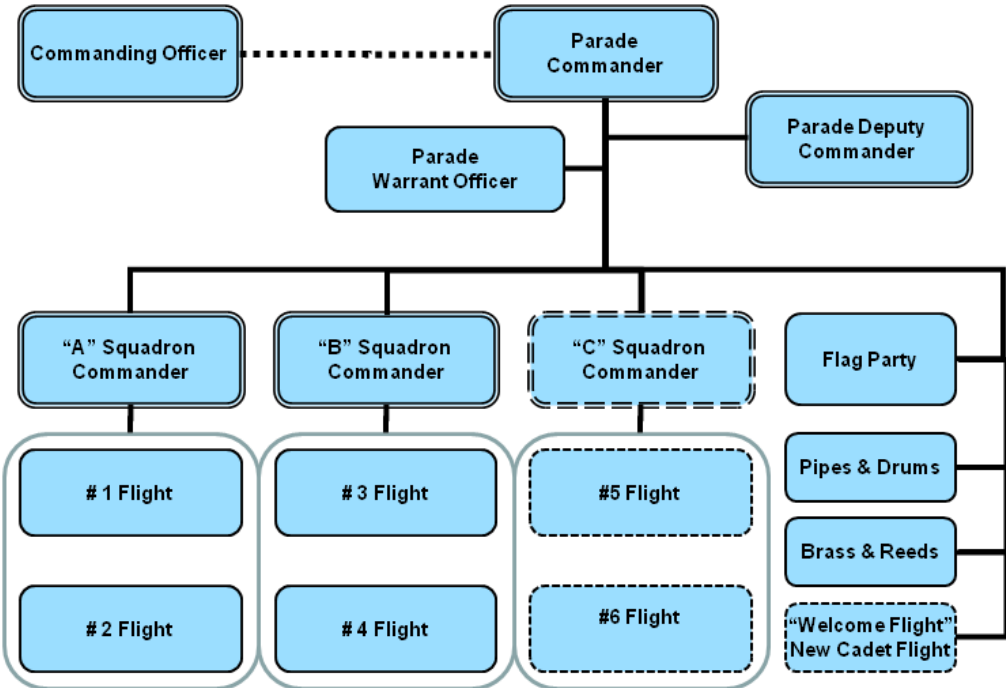 Commanding Officer
Parade
Commander
Parade Deputy
Commander
Parade
Warrant Officer
“A” Squadron
Commander
“B” Squadron
Commander
“C” Squadron
Commander
Flag Party
# 1 Flight
# 3 Flight
#5 Flight
Pipes & Drums
Brass & Reeds
# 2 Flight
# 4 Flight
#6 Flight
“Welcome Flight”
New Cadet Flight